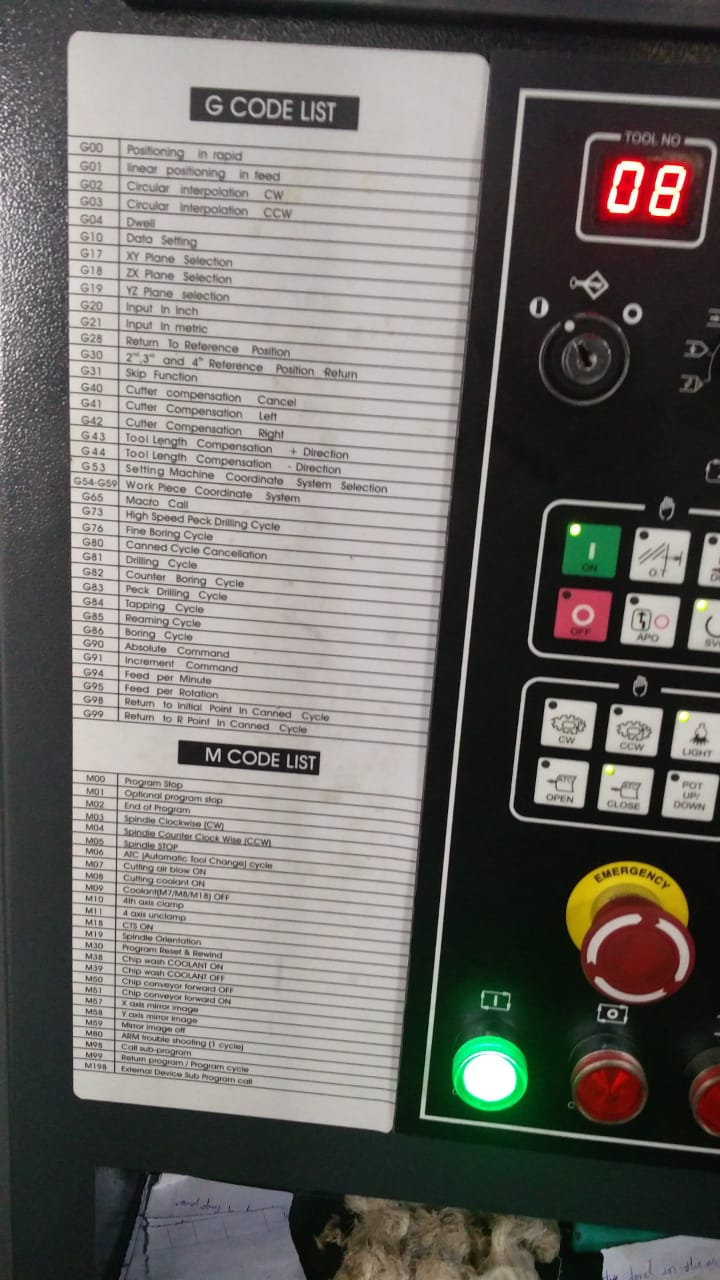 G CODE LIST
G00 Positioning in rapid
G01 linear positioning in feed
G02 Circular interpolation CW
G03 Circular Interpolation CCW
G04 Dwell
G10 Data Setting
G17 XY Plane Selection
G18 ZX Plane Selection
G19 YZ Plane selection
G20 Input In Inch
G21 Input In metric
G28 Return To Reference Position
G30 2nd,3rd and 4th Reference Position Return
G31 Skip Function
G40 Cutter compensation Cancel
G41 Cutter Compensation Left
G42 Cutter Compensation Right
G43 Tool Length Compensation + Direction
G44 Tool Length Compensation - Direction
G53 Setting Machine Coordinate System Selection
G54-G59 Work Piece Coordinate System
G65 Macro Call
G73 High Speed Peck Drilling Cycle
G76 Fine Boring Cycle
G80 Canned Cycle Cancellation
G81 Drilling Cycle
G82 Counter Boring Cycle
G83 Peck Drilling Cycle
G84 Tapping Cycle
G85 Reaming Cycle
G86 Boring Cycle
G90 Absolute Command
G91 Increment Command
G94 Feed per Minute
G95 Feed per Rotation
G98 Return to Initial Point In Canned Cycle
G99 Return to R Point In Canned Cycle
M CODE LIST
M00 Program Stop
M01 Optional program stop
M02 End of Program
M03 Spindle Clockwise (CW)
M04 Spindle Counter Clock Wise (CCW)
M05 Spindle STOP
M06 ATC (Automatic Tool Change) cycle
M07 Cutting air blow ON
M08 Cutting coolant ON
M09 Coolant(M7/M8/M18) OFF
M10 4th axis clamp
M11 4 axis unclamp
M18 CTS ON
M19 Spindle Orientation
M30 Program Reset & Rewind
M38 Chip wash COOLANT ON
M39 Chip wash COOLANT OFF
M50 Chip conveyor forward OFF
M51 Chip conveyor forward ON
M57 X axis mirror image
M58 Y axis mirror image
M59 Mirror image off
M80 ARM trouble shooting (1 cycle)
M98 Call sub-program
M99 Return program / Program cycle
M198 External Device Sub Program call
TOOL NO
08
ON
O.T
OFF
APO
CW
CCW
LIGHT
ATC
OPEN
ATC
CLOSE
POT
UP/
DOWN
EMERGENCY